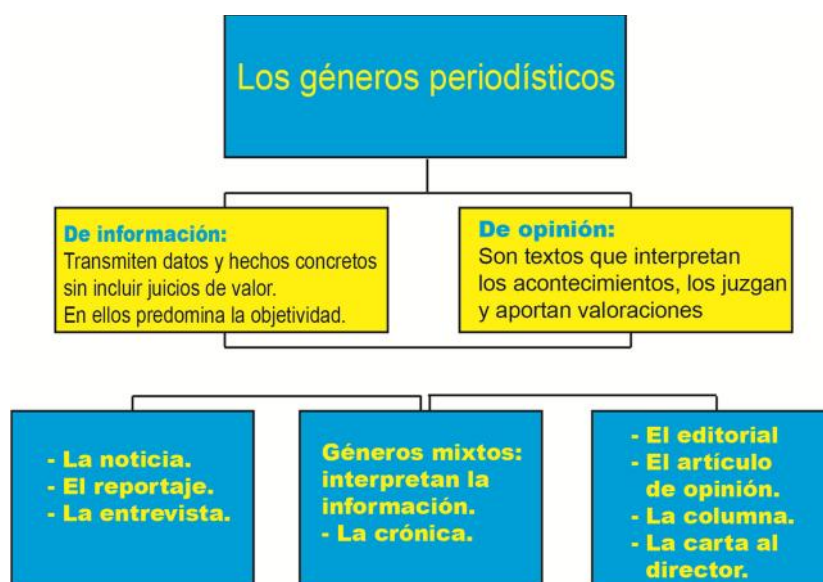 Los géneros periodísticos
De información:
Transmiten datos y hechos concretos
sin incluir juicios de valor.
En ellos predomina la objetividad.
De opinión:
Son textos que interpretan
los acontecimientos, los juzgan
y aportan valoraciones
- La noticia.
- El reportaje.
- La entrevista.
Géneros mixtos:
interpretan la
información.
- La crónica.
- El editorial
- El artículo
de opinión.
- La columna.
- La carta al
director.